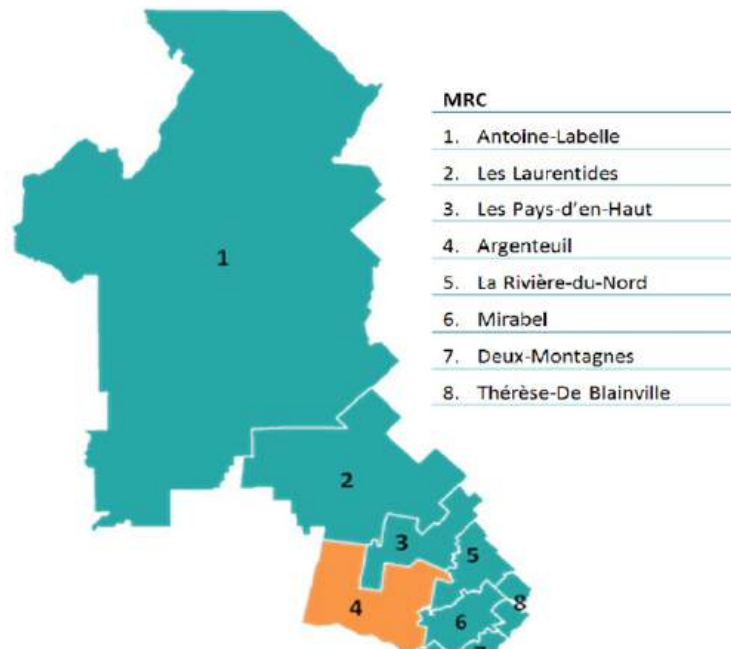 MRC
1. Antoine-Labelle
2. Les Laurentides
3. Les Pays-d'en-Haut
4. Argenteuil
5. La Rivière-du-Nord
6. Mirabel
7. Deux-Montagnes
8. Thérèse-De Blainville
1
2
3
5
4
8
6